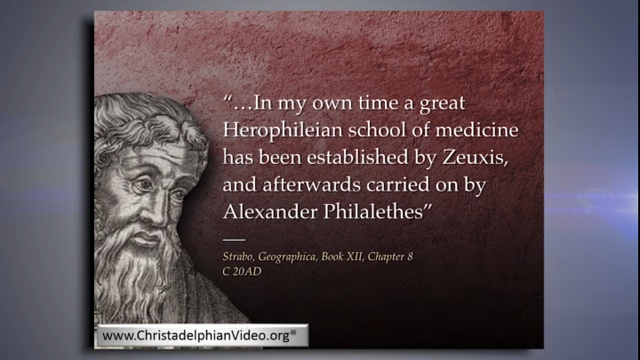 “…In my own time a great
Herophileian school of medicine
has been established by Zeuxis,
and afterwards carried on by
Alexander Philalethes”
Strabo, Geographica, Book XII, Chapter 8
C 20AD
www.ChristadelphianVideo.org®